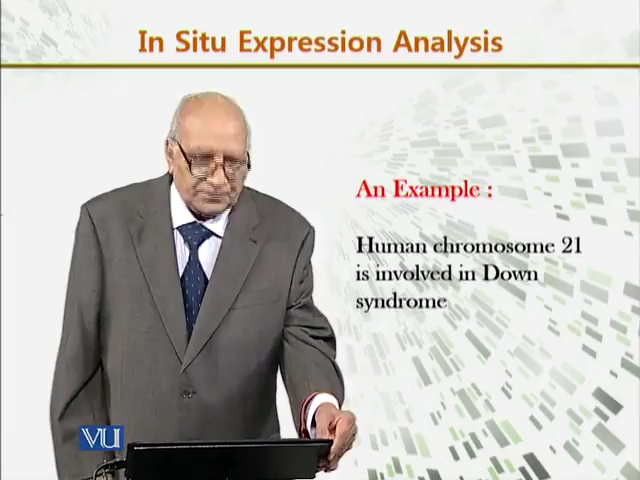 In Situ Expression Analysis
An Example :
Human chromosome 21
is involved in Down
syndrome
VU